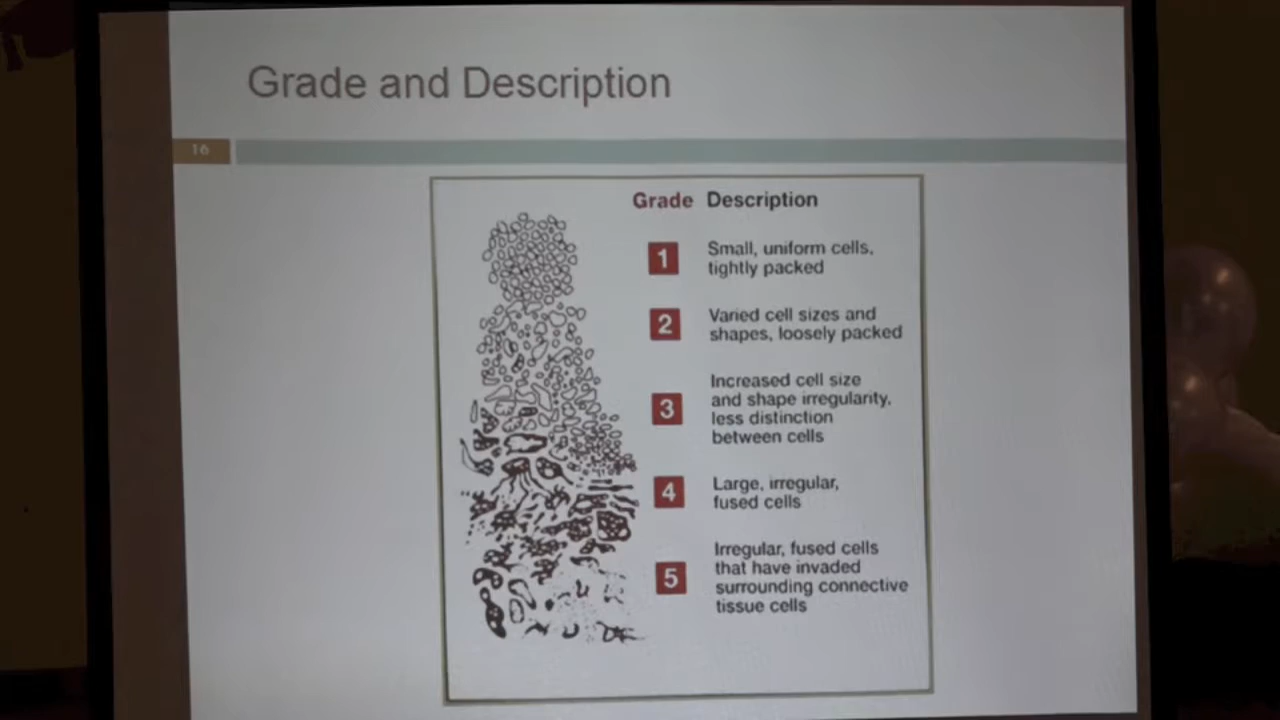 Grade and Description
16
Grade Description
1 Small, uniform cells,
tightly packed
2 Varied cell sizes and
shapes, loosely packed
3 Increased cell size
and shape irregularity,
less distinction
between cells
4 Large, irregular,
fused cells
5 Irregular, fused cells
that have invaded
surrounding connective
tissue cells